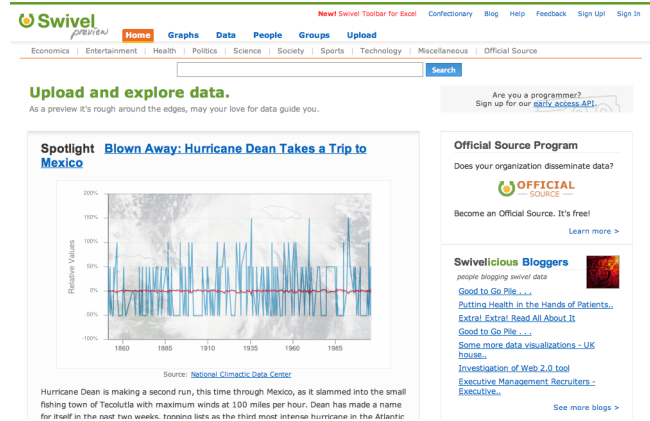 New! Swivel Toolbar for Excel Confectionary Blog Help Feedback Sign Up! Sign In
Swivel
preview
Home Graphs Data People Groups Upload
Economics | Entertainment | Health | Politics | Science | Society | Sports | Technology | Miscellaneous | Official Source
Search
Upload and explore data.
As a preview it's rough around the edges, may your love for data guide you.
Are you a programmer?
Sign up for our early access API.
Spotlight Blown Away: Hurricane Dean Takes a Trip to
Mexico
200%
150%
100%
50%
0%
-50%
-100%
Relative Values
1860 1885 1910 1935 1960 1985
Source: National Climactic Data Center
Hurricane Dean is making a second run, this time through Mexico, as it slammed into the small
fishing town of Tecolutla with maximum winds at 100 miles per hour. Dean has made a name
for itself in the past two weeks, topping lists as the third most intense hurricane in the Atlantic
Official Source Program
Does your organization disseminate data?
OFFICIAL
SOURCE
Become an Official Source. It's free!
Learn more >
Swivelicious Bloggers
people blogging swivel data
Good to Go Pile . . .
Putting Health in the Hands of Patients..
Extra! Extra! Read All About It
Good to Go Pile . . .
Some more data visualizations - UK
house..
Investigation of Web 2.0 tool
Executive Management Recruiters -
Executive..
See more blogs >